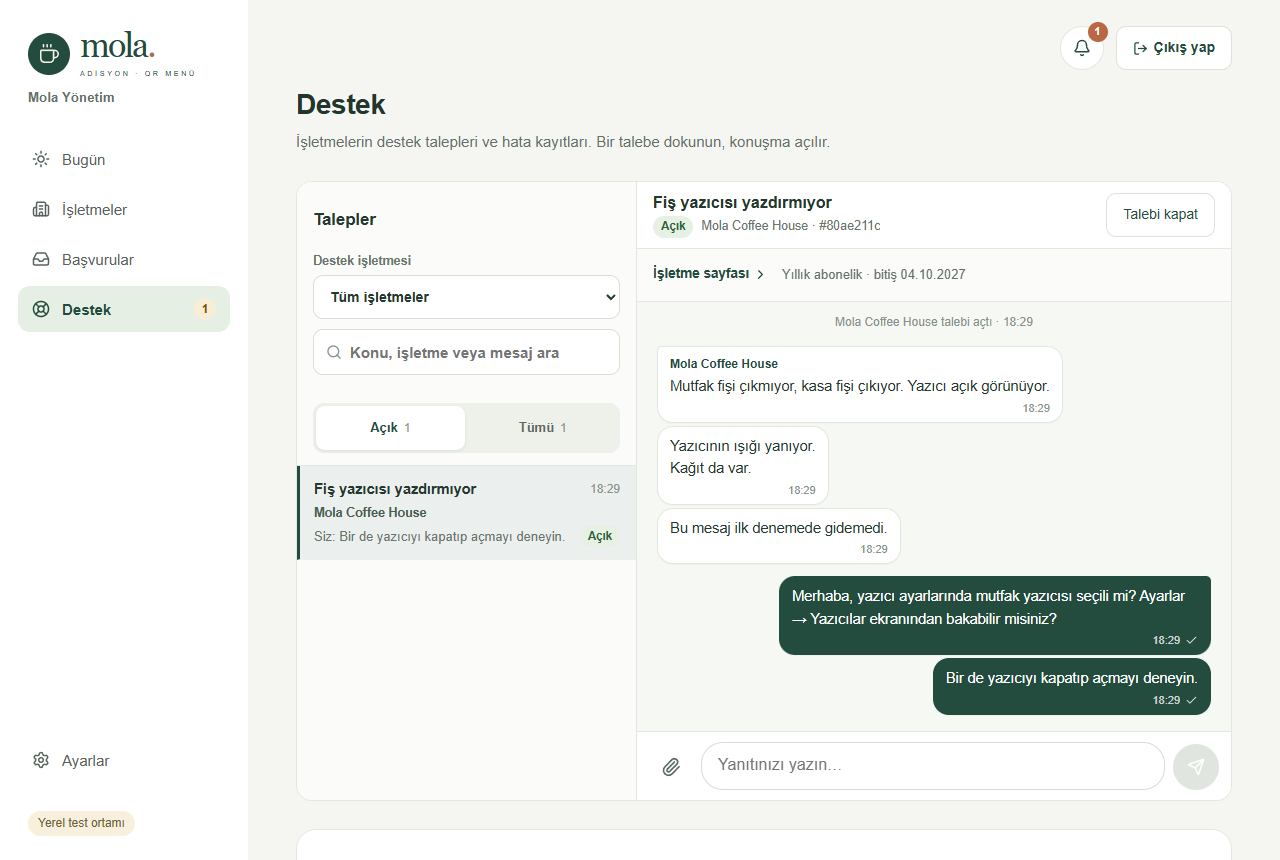 mola.
ADİSYON · QR MENÜ
Mola Yönetim
Bugün
İşletmeler
Başvurular
Destek 1
Ayarlar
Yerel test ortamı
1
Çıkış yap
Destek
İşletmelerin destek talepleri ve hata kayıtları. Bir talebe dokunun, konuşma açılır.
Talepler
Destek işletmesi
Tüm işletmeler
Konu, işletme veya mesaj ara
Açık 1
Tümü 1
Fiş yazıcısı yazdırmıyor 18:29
Mola Coffee House
Siz: Bir de yazıcıyı kapatıp açmayı deneyin. Açık
Fiş yazıcısı yazdırmıyor
Açık Mola Coffee House · #80ae211c
Talebi kapat
İşletme sayfası > Yıllık abonelik · bitiş 04.10.2027
Mola Coffee House talebi açtı · 18:29
Mola Coffee House
Mutfak fişi çıkmıyor, kasa fişi çıkıyor. Yazıcı açık görünüyor.
18:29
Yazıcının ışığı yanıyor.
Kağıt da var.
18:29
Bu mesaj ilk denemede gidemedi.
18:29
Merhaba, yazıcı ayarlarında mutfak yazıcısı seçili mi? Ayarlar
→ Yazıcılar ekranından bakabilir misiniz?
18:29 ✓
Bir de yazıcıyı kapatıp açmayı deneyin.
18:29 ✓
Yanıtınızı yazın...